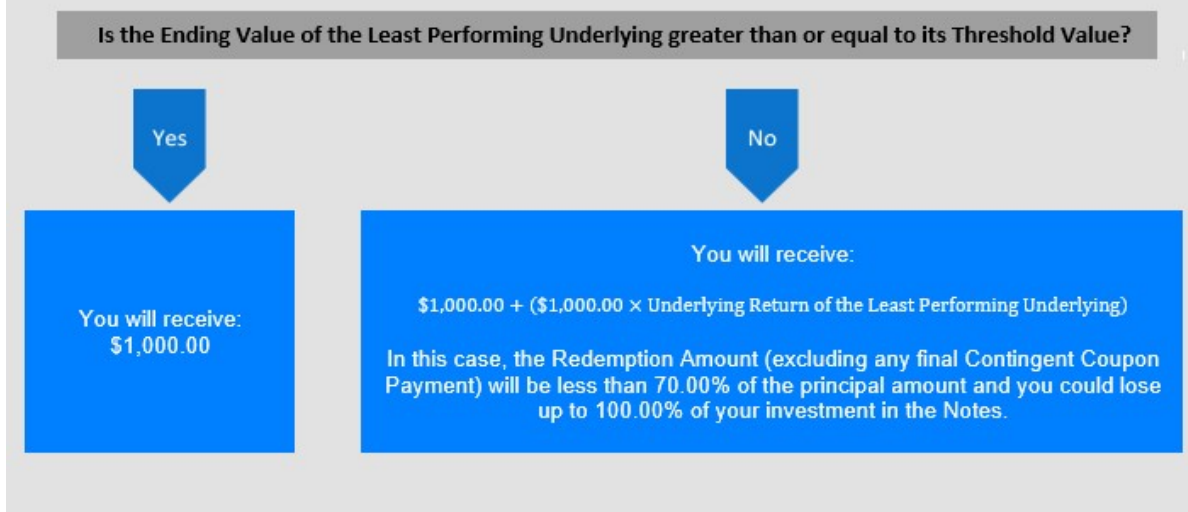 Is the Ending Value of the Least Performing Underlying greater than or equal to its Threshold Value?
Yes
No
You will receive:
$1,000.00
You will receive:
$1,000.00 + ($1,000.00 × Underlying Return of the Least Performing Underlying)
In this case, the Redemption Amount (excluding any final Contingent Coupon
Payment) will be less than 70.00% of the principal amount and you could lose
up to 100.00% of your investment in the Notes.